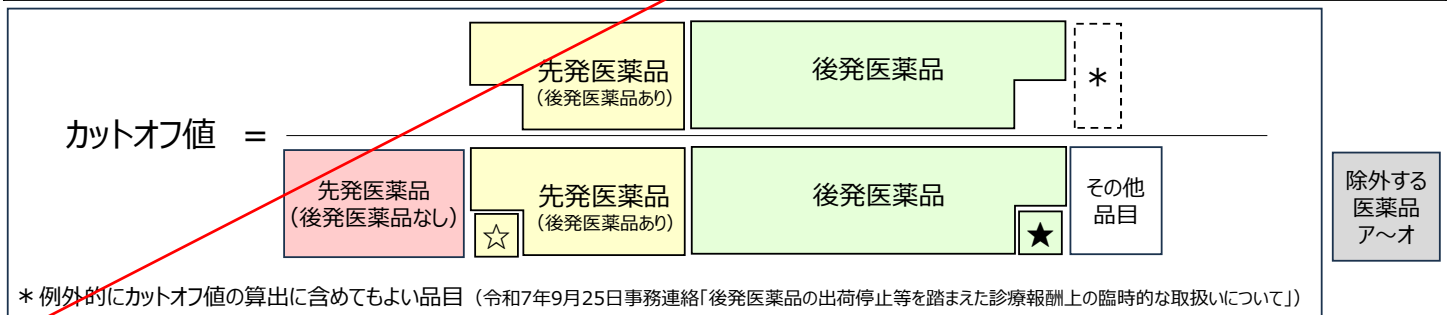 先発医薬品
(後発医薬品あり)
後発医薬品
*
カットオフ値 =
先発医薬品
(後発医薬品なし)
☆
先発医薬品
(後発医薬品あり)
後発医薬品
★
その他
品目
除外する
医薬品
ア～オ
* 例外的にカットオフ値の算出に含めてもよい品目(令和7年9月25日事務連絡「後発医薬品の出荷停止等を踏まえた診療報酬上の臨時的な取扱いについて」)